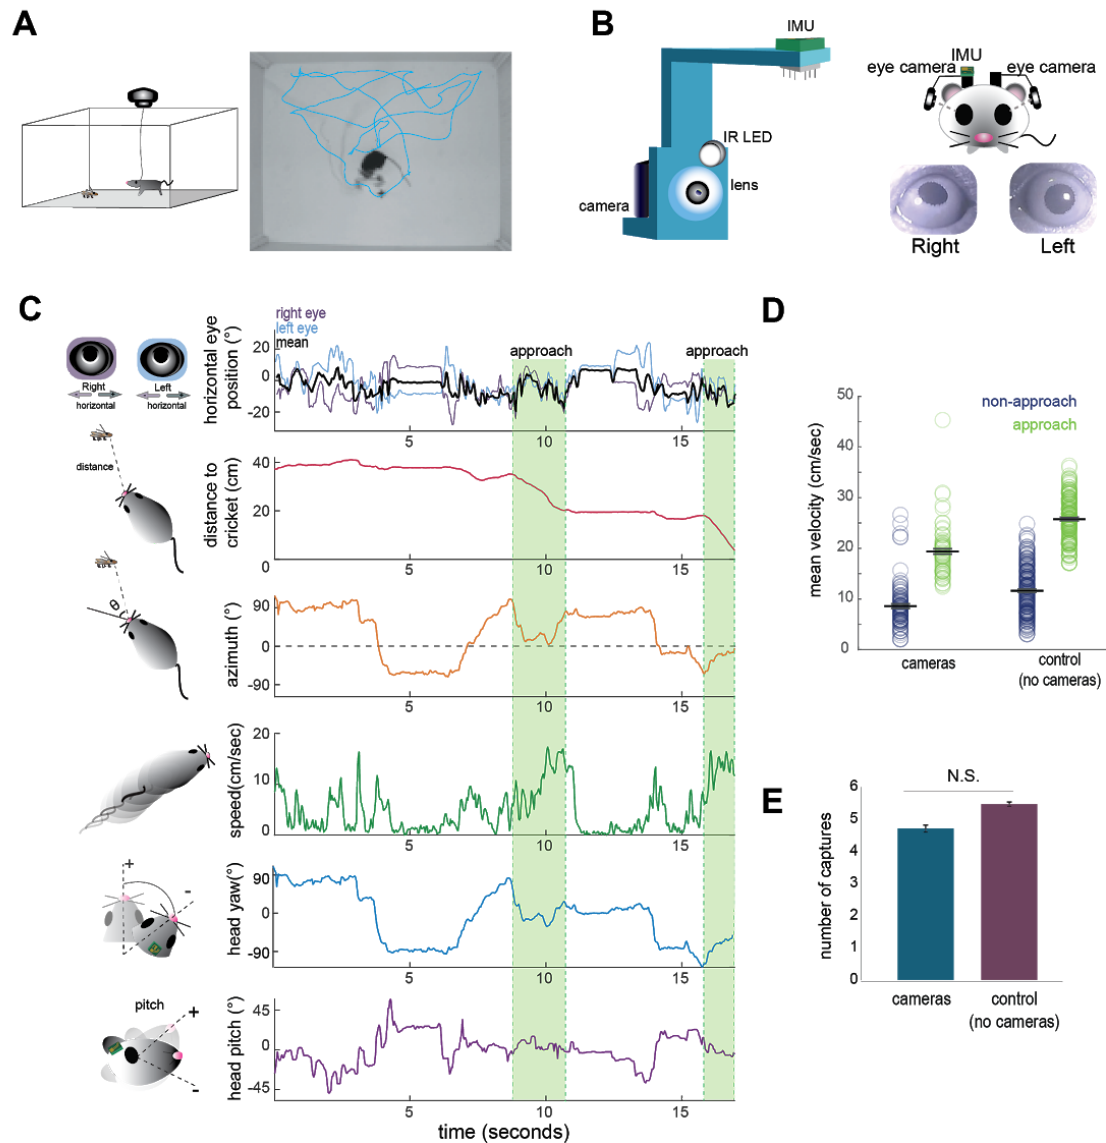 A
B
IMU
IR LED
lens
camera
IMU
eye camera
eye camera
Right
Left
C
Right
horizontal
Left
horizontal
horizontal eye
position (°)
right eye
left eye
mean
approach
approach
20
0
-20
5
10
15
distance
distance to
cricket (cm)
40
20
0
5
10
15
θ
azimuth (°)
90
0
-90
5
10
15
speed(cm/sec)
20
10
0
5
10
15
+
-
head yaw(°)
90
0
-90
5
10
15
pitch
+
-
head pitch (°)
45
0
-45
5
10
15
time (seconds)
D
mean velocity (cm/sec)
50
40
30
20
10
0
non-approach
approach
cameras
control
(no cameras)
E
number of captures
6
5
4
3
2
1
0
N.S.
cameras
control
(no cameras)